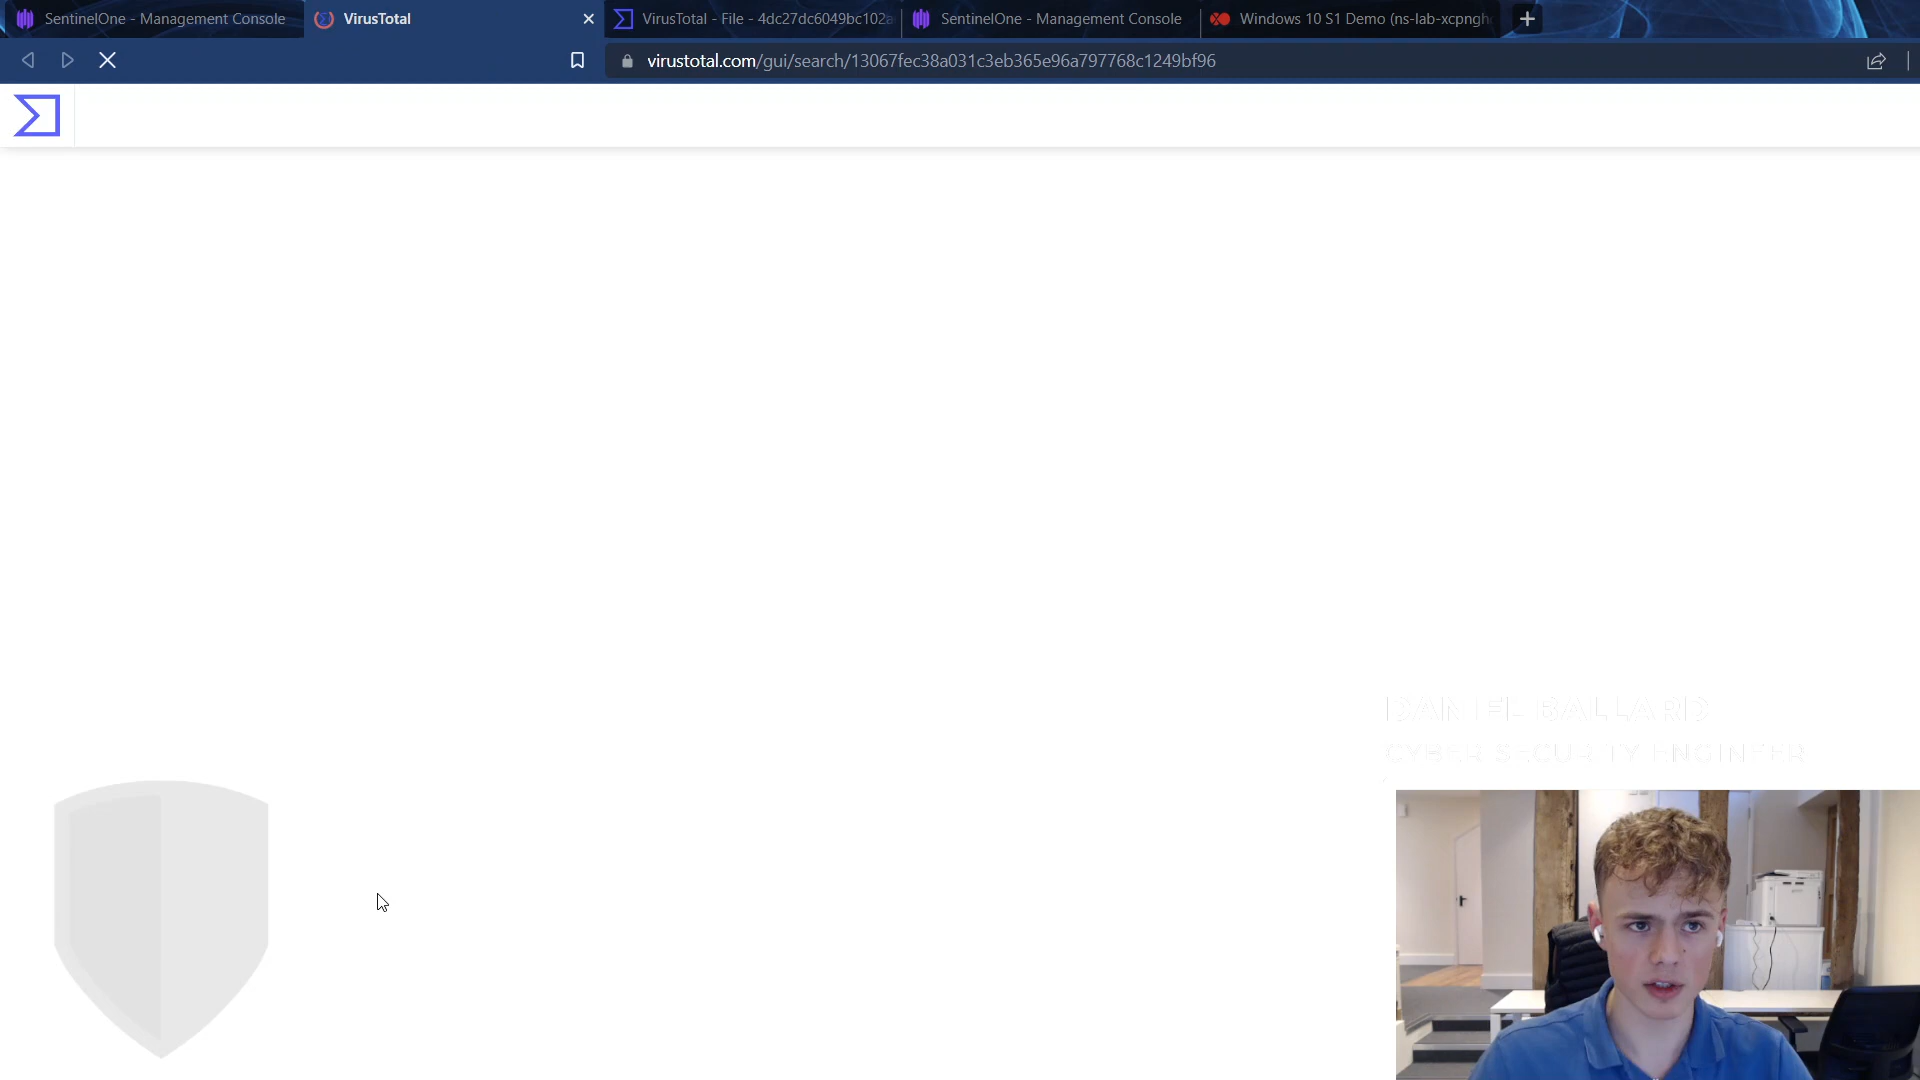 SentinelOne - Management Console
VirusTotal
VirusTotal - File - 4dc27dc6049bc102a
SentinelOne - Management Console
Windows 10 S1 Demo (ns-lab-xcpngh
virustotal.com/gui/search/13067fec38a031c3eb365e96a797768c1249bf96
DANIEL BALLARD
CYBER SECURITY ENGINEER